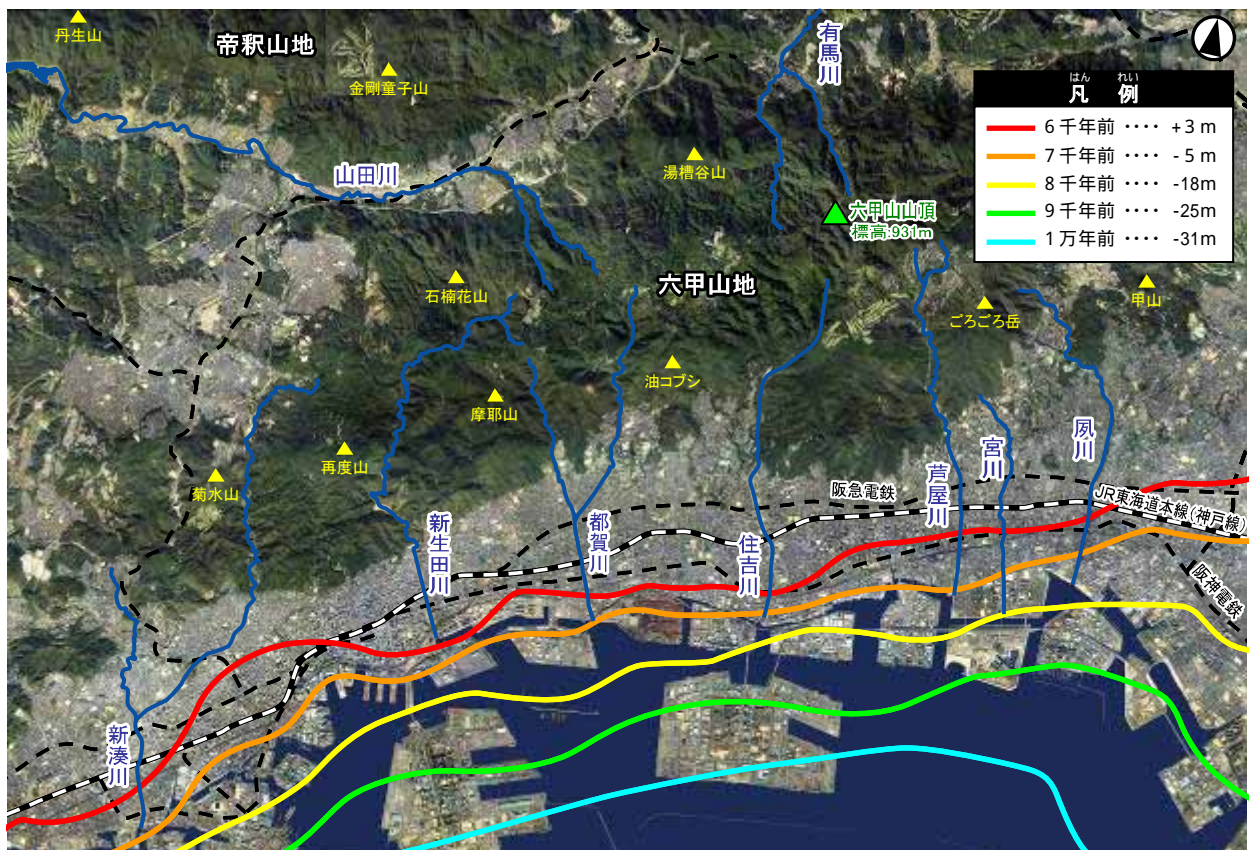 丹生山
帝釈山地
金剛童子山
有馬川
はん れい
凡 例
6千年前 ‥‥ +3 m
7千年前 ‥‥ - 5 m
8千年前 ‥‥ -18m
9千年前 ‥‥ -25m
1万年前 ‥‥ -31m
山田川
湯槽谷山
六甲山山頂
標高:931m
石楠花山
六甲山地
ごろごろ岳
甲山
油コブシ
摩耶山
再度山
菊水山
新生田川
都賀川
住吉川
阪急電鉄
芦屋川
宮川
夙川
JR東海道本線(神戸線)
阪神電鉄
新湊川